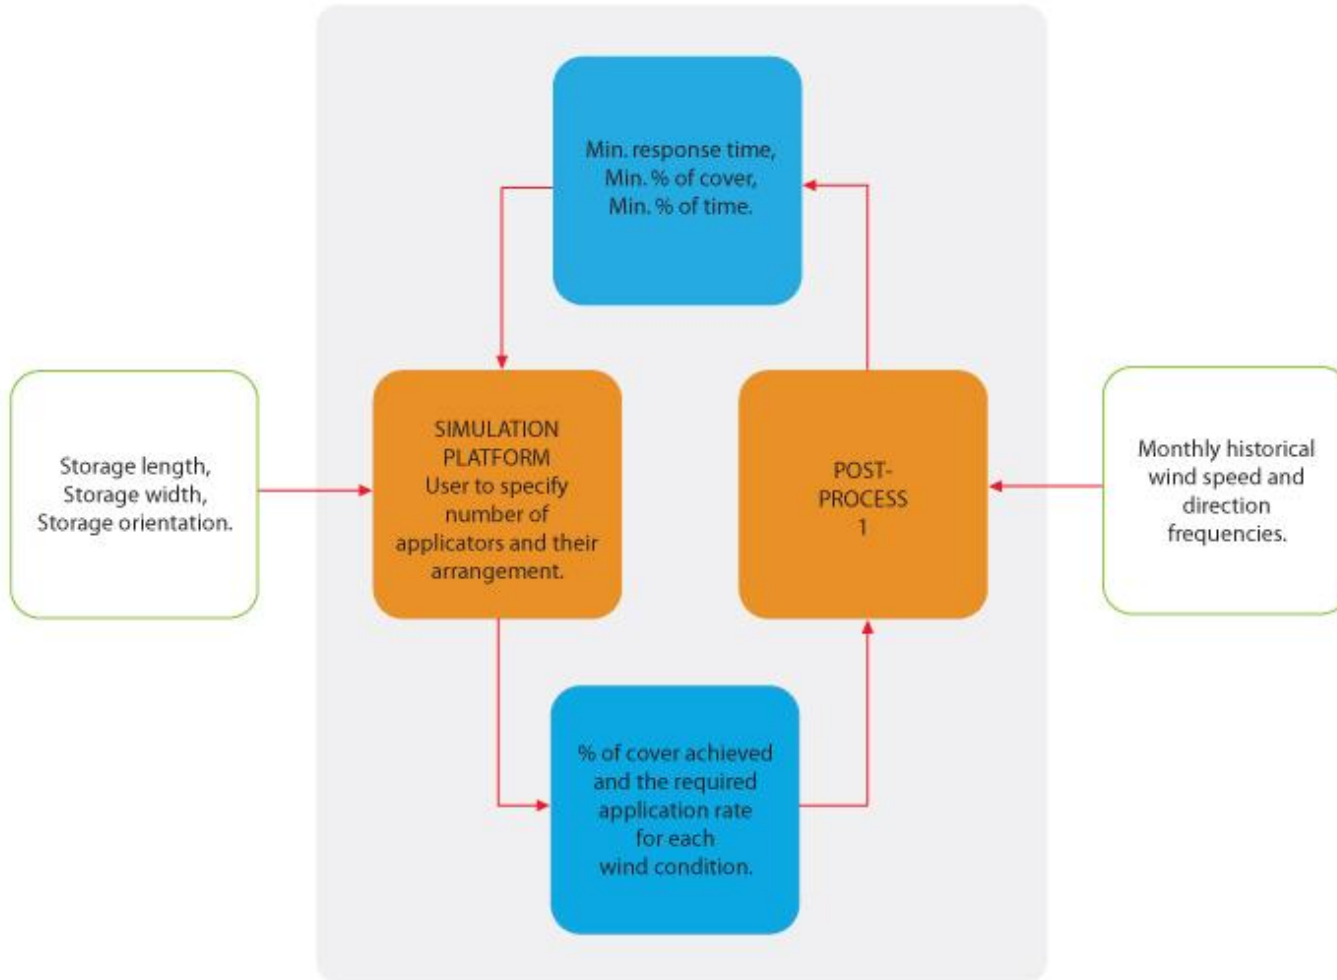 Min. response time,
Min. % of cover,
Min. % of time.
Storage length,
Storage width,
Storage orientation.
SIMULATION
PLATFORM
User to specify
number of
applicators and their
arrangement.
POST-
PROCESS
1
Monthly historical
wind speed and
direction
frequencies.
% of cover achieved
and the required
application rate
for each
wind condition.